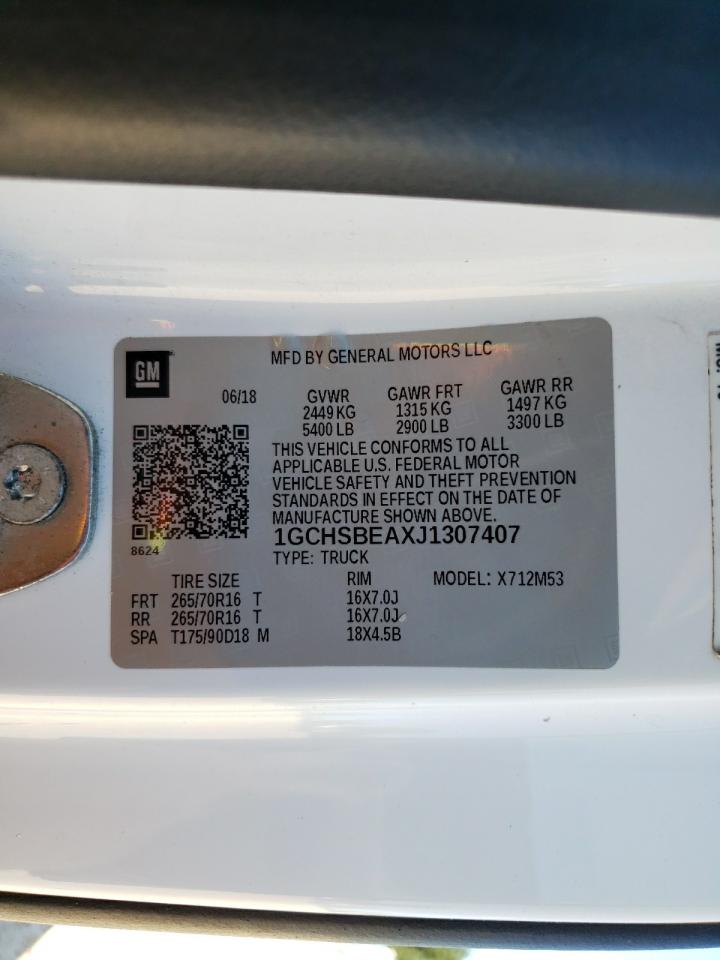 GM
MFD BY GENERAL MOTORS LLC
06/18 GVWR GAWR FRT GAWR RR
2449 KG 1315 KG 1497 KG
5400 LB 2900 LB 3300 LB
THIS VEHICLE CONFORMS TO ALL
APPLICABLE U.S. FEDERAL MOTOR
VEHICLE SAFETY AND THEFT PREVENTION
STANDARDS IN EFFECT ON THE DATE OF
MANUFACTURE SHOWN ABOVE.
8624
1GCHSBEAXJ1307407
TYPE: TRUCK
TIRE SIZE RIM MODEL: X712M53
FRT 265/70R16 T 16X7.0J
RR 265/70R16 T 16X7.0J
SPA T175/90D18 M 18X4.5B